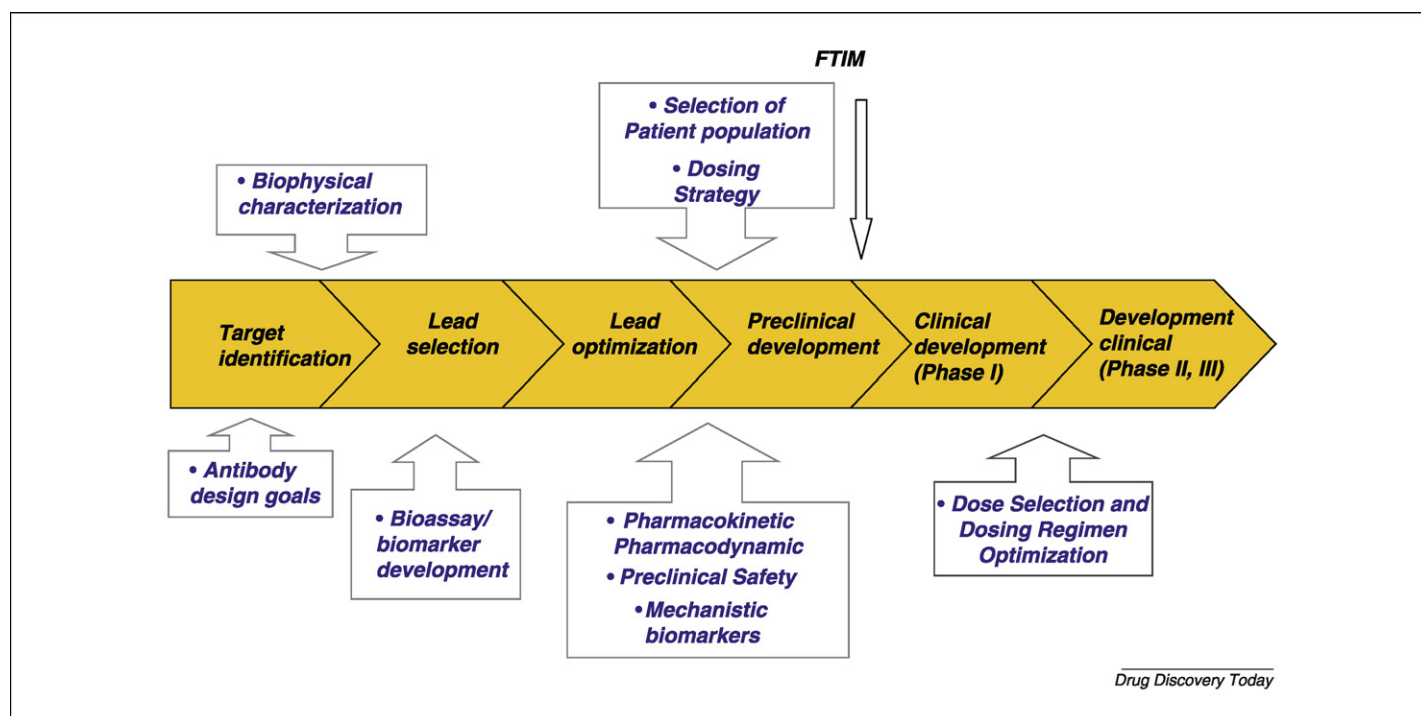 FTIM
• Selection of
Patient population
• Dosing
Strategy
• Biophysical
characterization
Target
identification
Lead
selection
Lead
optimization
Preclinical
development
Clinical
development
(Phase I)
Development
clinical
(Phase II, III)
• Antibody
design goals
• Bioassay/
biomarker
development
• Pharmacokinetic
Pharmacodynamic
• Preclinical Safety
• Mechanistic
biomarkers
• Dose Selection and
Dosing Regimen
Optimization
Drug Discovery Today